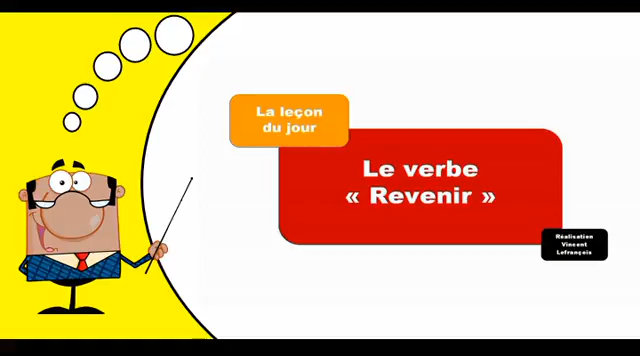 La leçon
du jour
Le verbe
« Revenir »
Réalisation
Vincent
Lefrançois